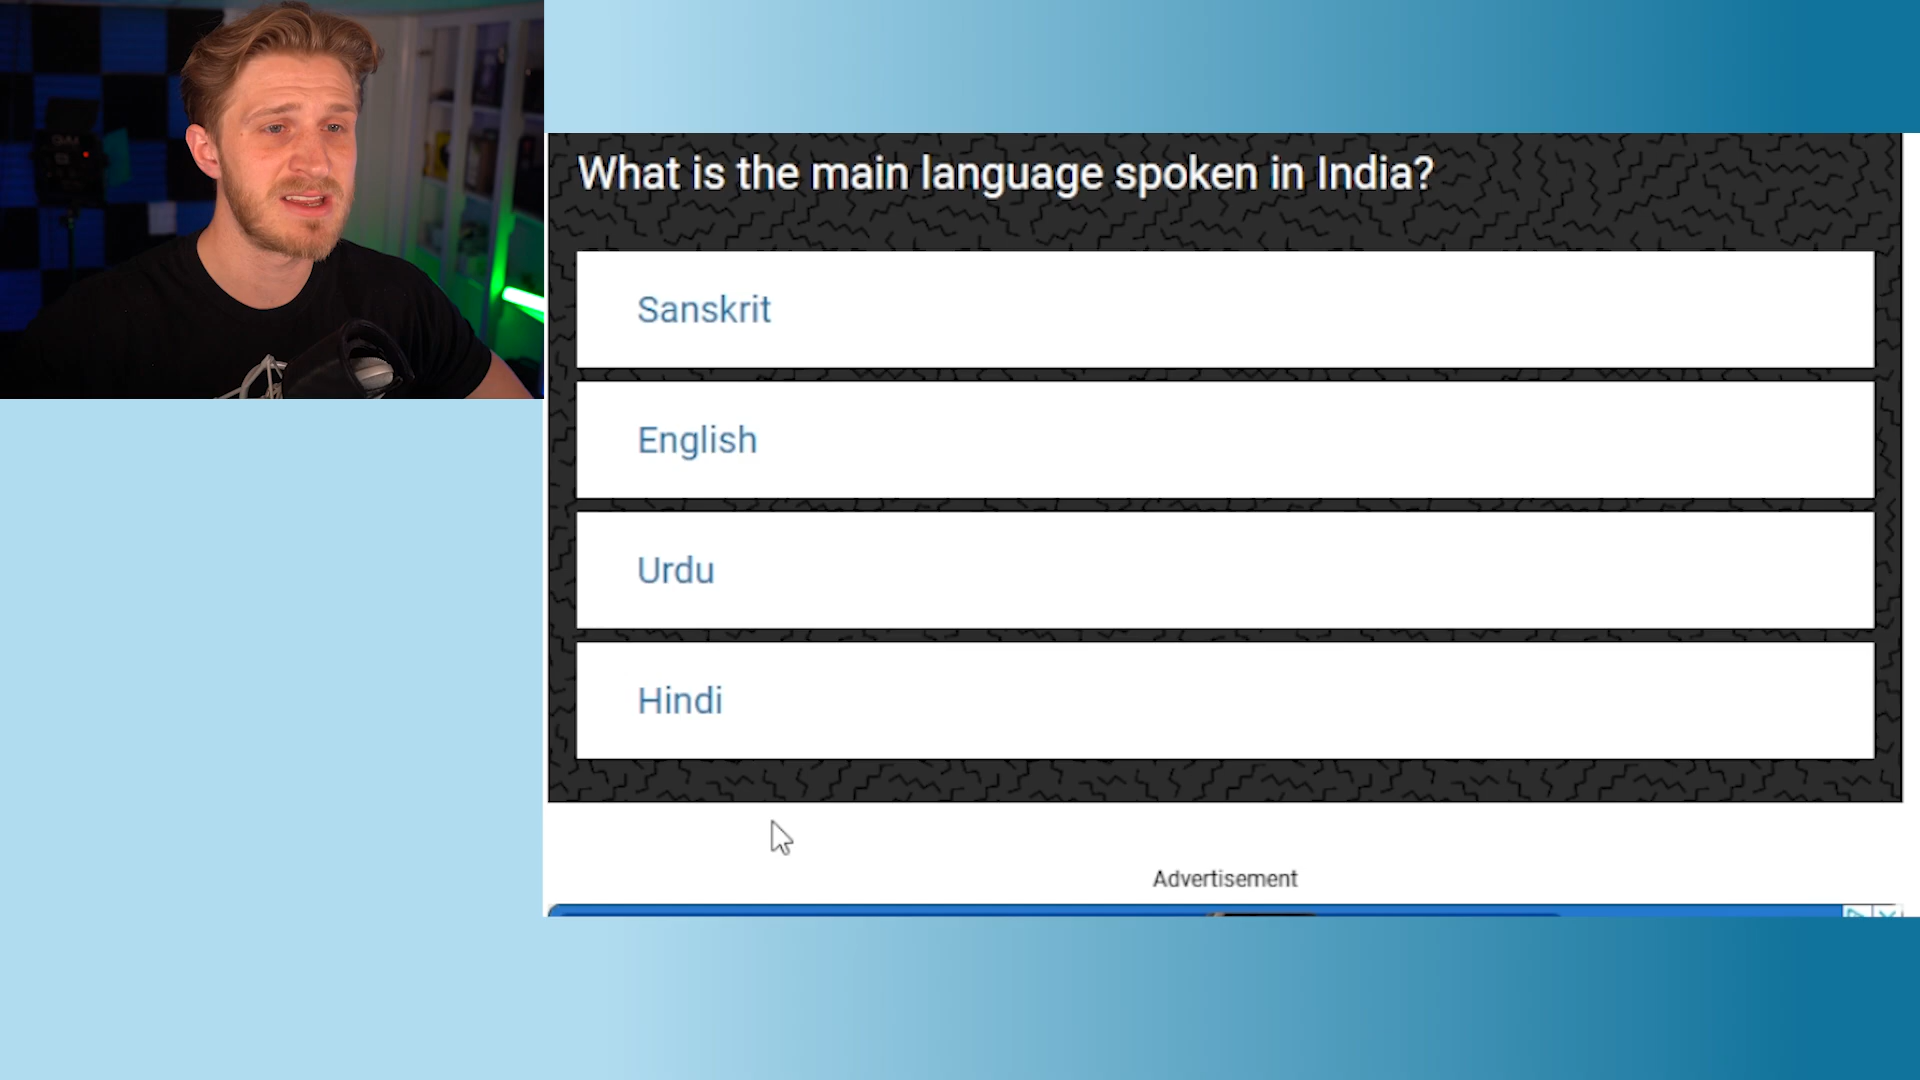 What is the main language spoken in India?
Sanskrit
English
Urdu
Hindi
Advertisement